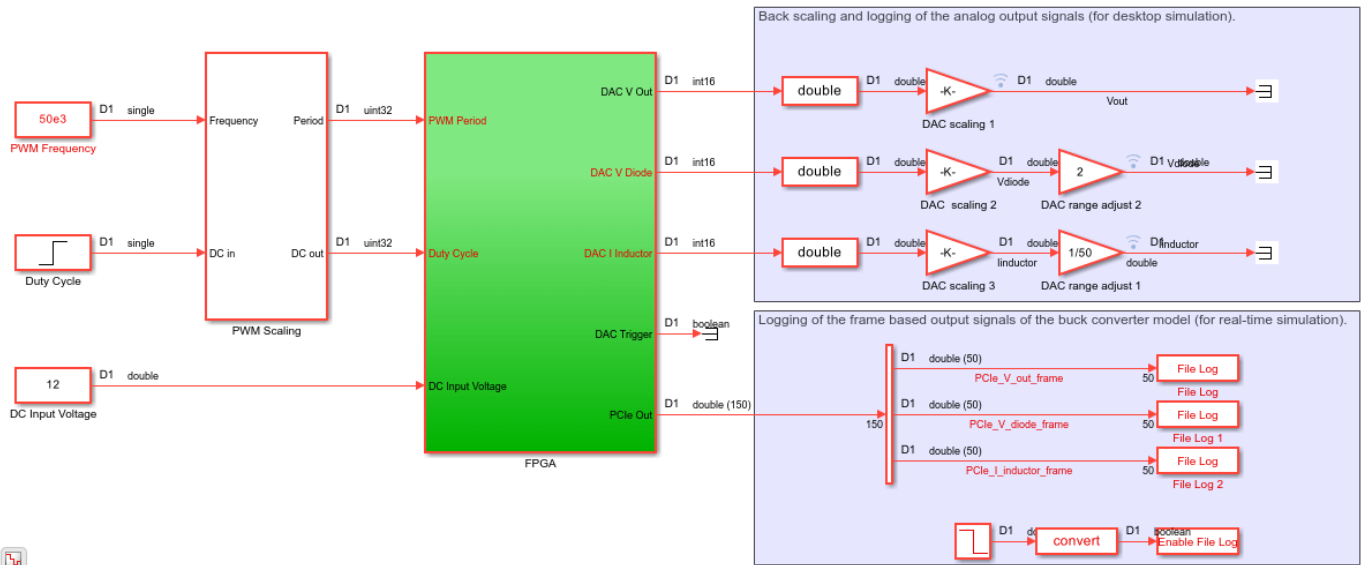 Back scaling and logging of the analog output signals (for desktop simulation).
50e3
PWM Frequency
D1 single
Frequency
Period
D1 uint32
PWM Period
DAC V Out
D1 int16
double
D1 double
-K-
DAC scaling 1
D1 double
Vout
DAC V Diode
D1 int16
double
D1 double
-K-
DAC scaling 2
D1 double
Vdiode
2
DAC range adjust 2
D1 Vdiode
double
Duty Cycle
D1 single
DC in
DC out
D1 uint32
Duty Cycle
DAC I Inductor
D1 int16
double
D1 double
-K-
DAC scaling 3
D1 double
Iinductor
1/50
DAC range adjust 1
D1 Iinductor
double
PWM Scaling
DAC Trigger
D1 boolean
12
DC Input Voltage
D1 double
DC Input Voltage
PCIe Out
D1 double (150)
FPGA
Logging of the frame based output signals of the buck converter model (for real-time simulation).
150
D1 double (50)
PCIe_V_out_frame
50
File Log
File Log
D1 double (50)
PCIe_V_diode_frame
50
File Log
File Log 1
D1 double (50)
PCIe_I_inductor_frame
50
File Log
File Log 2
D1
convert
D1 boolean
Enable File Log